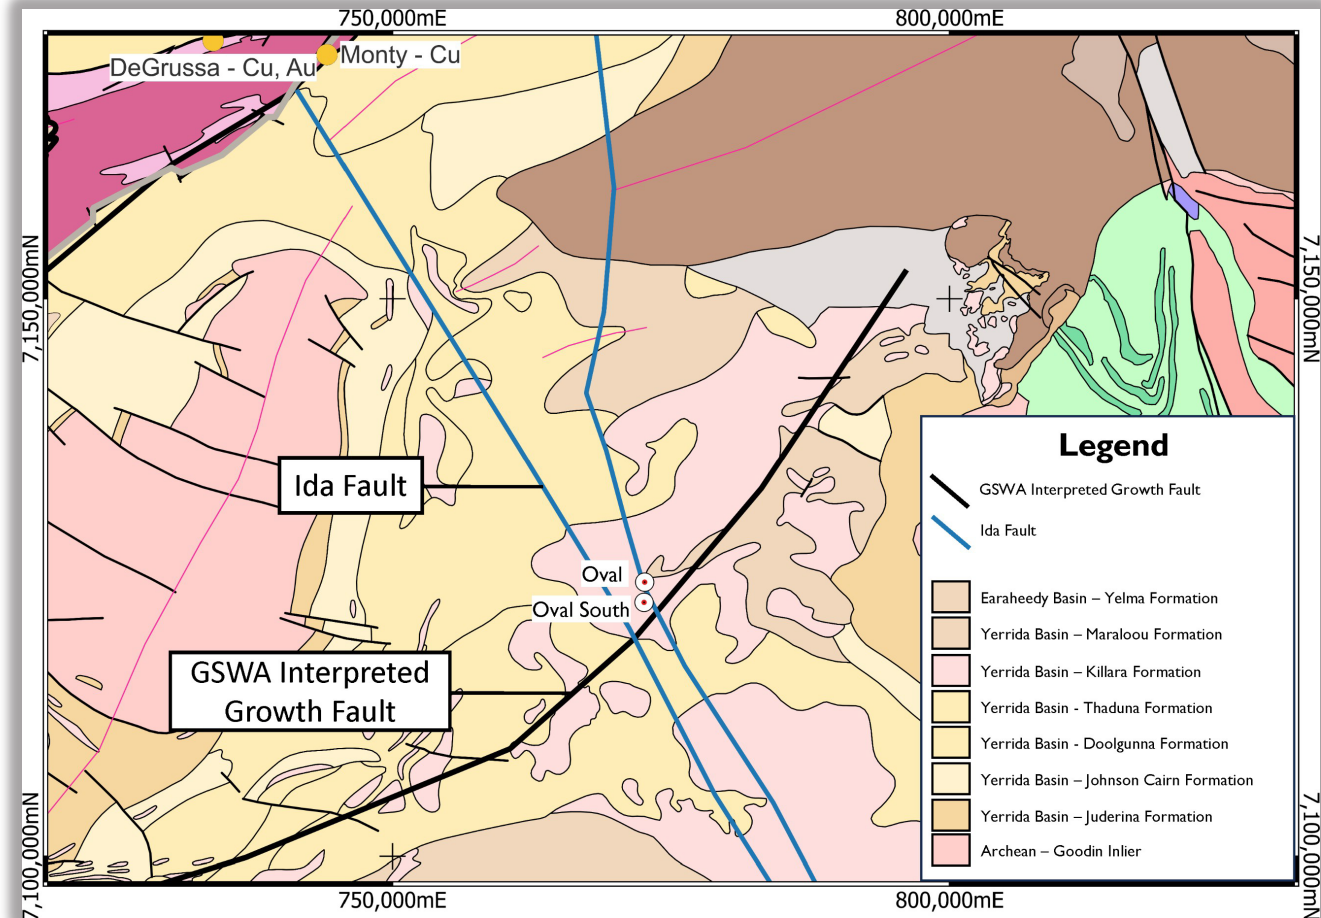 750,000mE
800,000mE
DeGrussa - Cu, Au
Monty - Cu
7,150,000mN
7,150,000mN
Ida Fault
Oval
Oval South
GSWA Interpreted
Growth Fault
Legend
GSWA Interpreted Growth Fault
Ida Fault
Earaheedy Basin – Yelma Formation
Yerrida Basin – Maraloou Formation
Yerrida Basin – Killara Formation
Yerrida Basin - Thaduna Formation
Yerrida Basin - Doolgunna Formation
Yerrida Basin – Johnson Cairn Formation
Yerrida Basin – Juderina Formation
Archean – Goodin Inlier
7,100,000mN
7,100,000mN
750,000mE
800,000mE